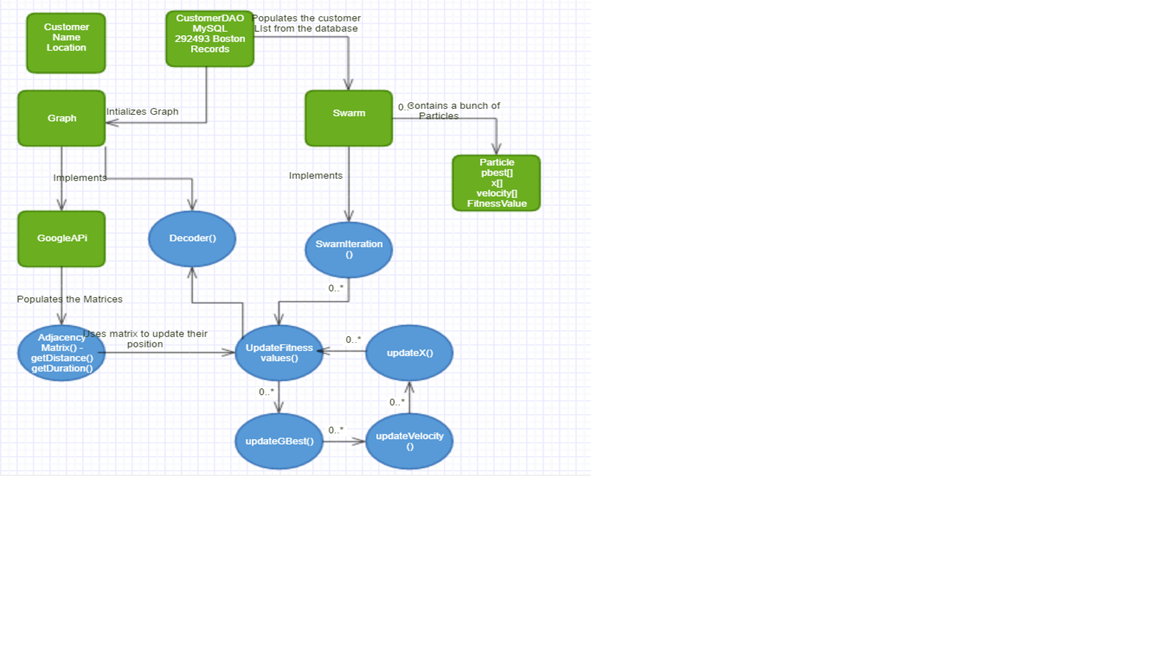 Customer
Name
Location
CustomerDAO
MySQL
292493 Boston
Records
Populates the customer
LIst from the database
Graph
Intializes Graph
Swarm
0..
Contains a bunch of
Particles
Particle
pbest[]
x[]
velocity[]
FitnessValue
Implements
Implements
GoogleAPi
Decoder()
SwarnIteration
()
0..*
Populates the Matrices
Adjacency
Matrix() -
getDistance()
getDuration()
Uses matrix to update their
position
UpdateFitness
values()
0..*
updateX()
0..*
0..*
updateGBest()
0..*
updateVelocity
()